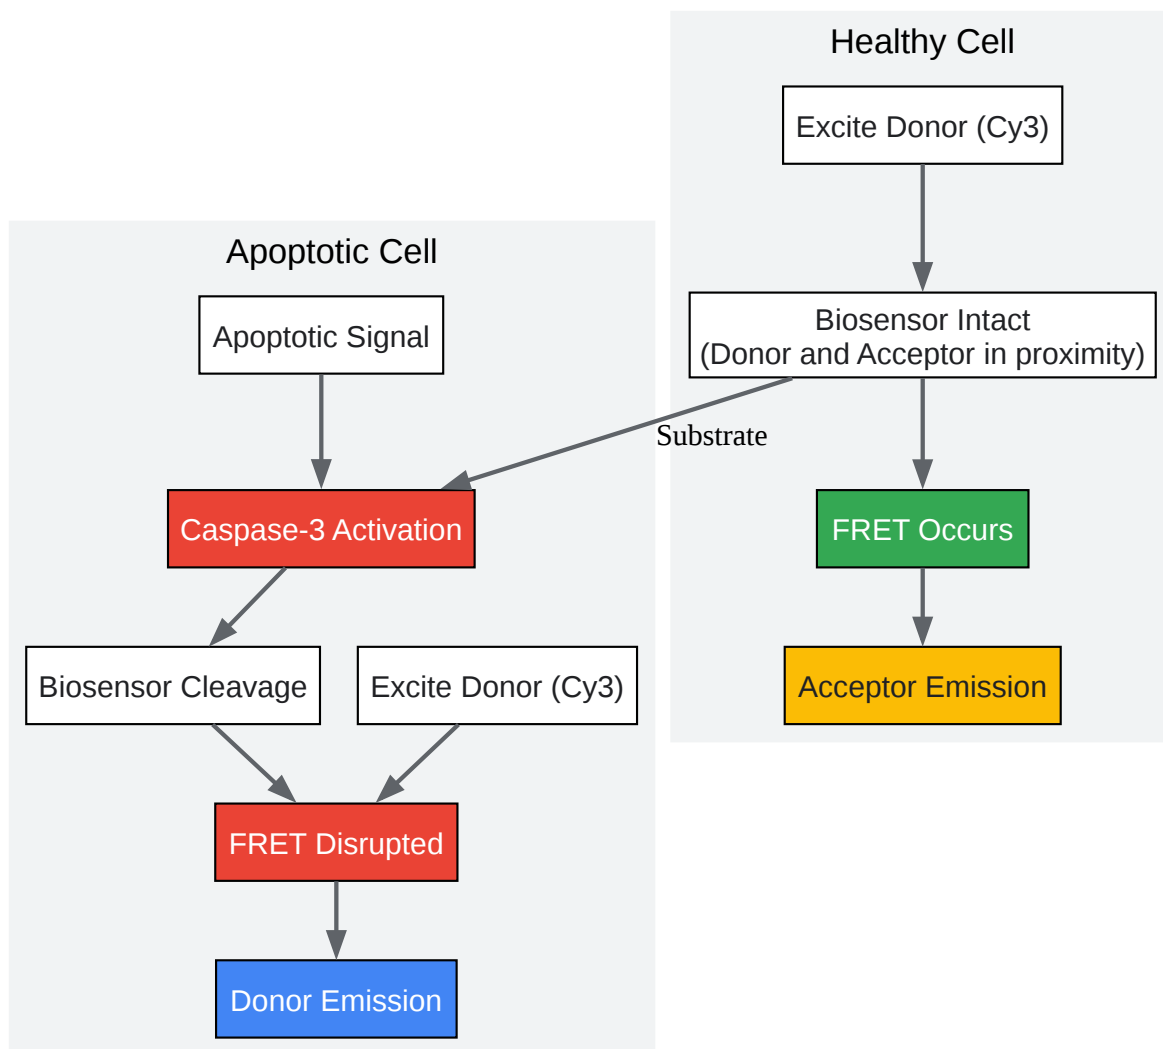 Healthy Cell
Excite Donor (Cy3)
Biosensor Intact
(Donor and Acceptor in proximity)
Substrate
FRET Occurs
Acceptor Emission
Apoptotic Cell
Apoptotic Signal
Caspase-3 Activation
Biosensor Cleavage
Excite Donor (Cy3)
FRET Disrupted
Donor Emission